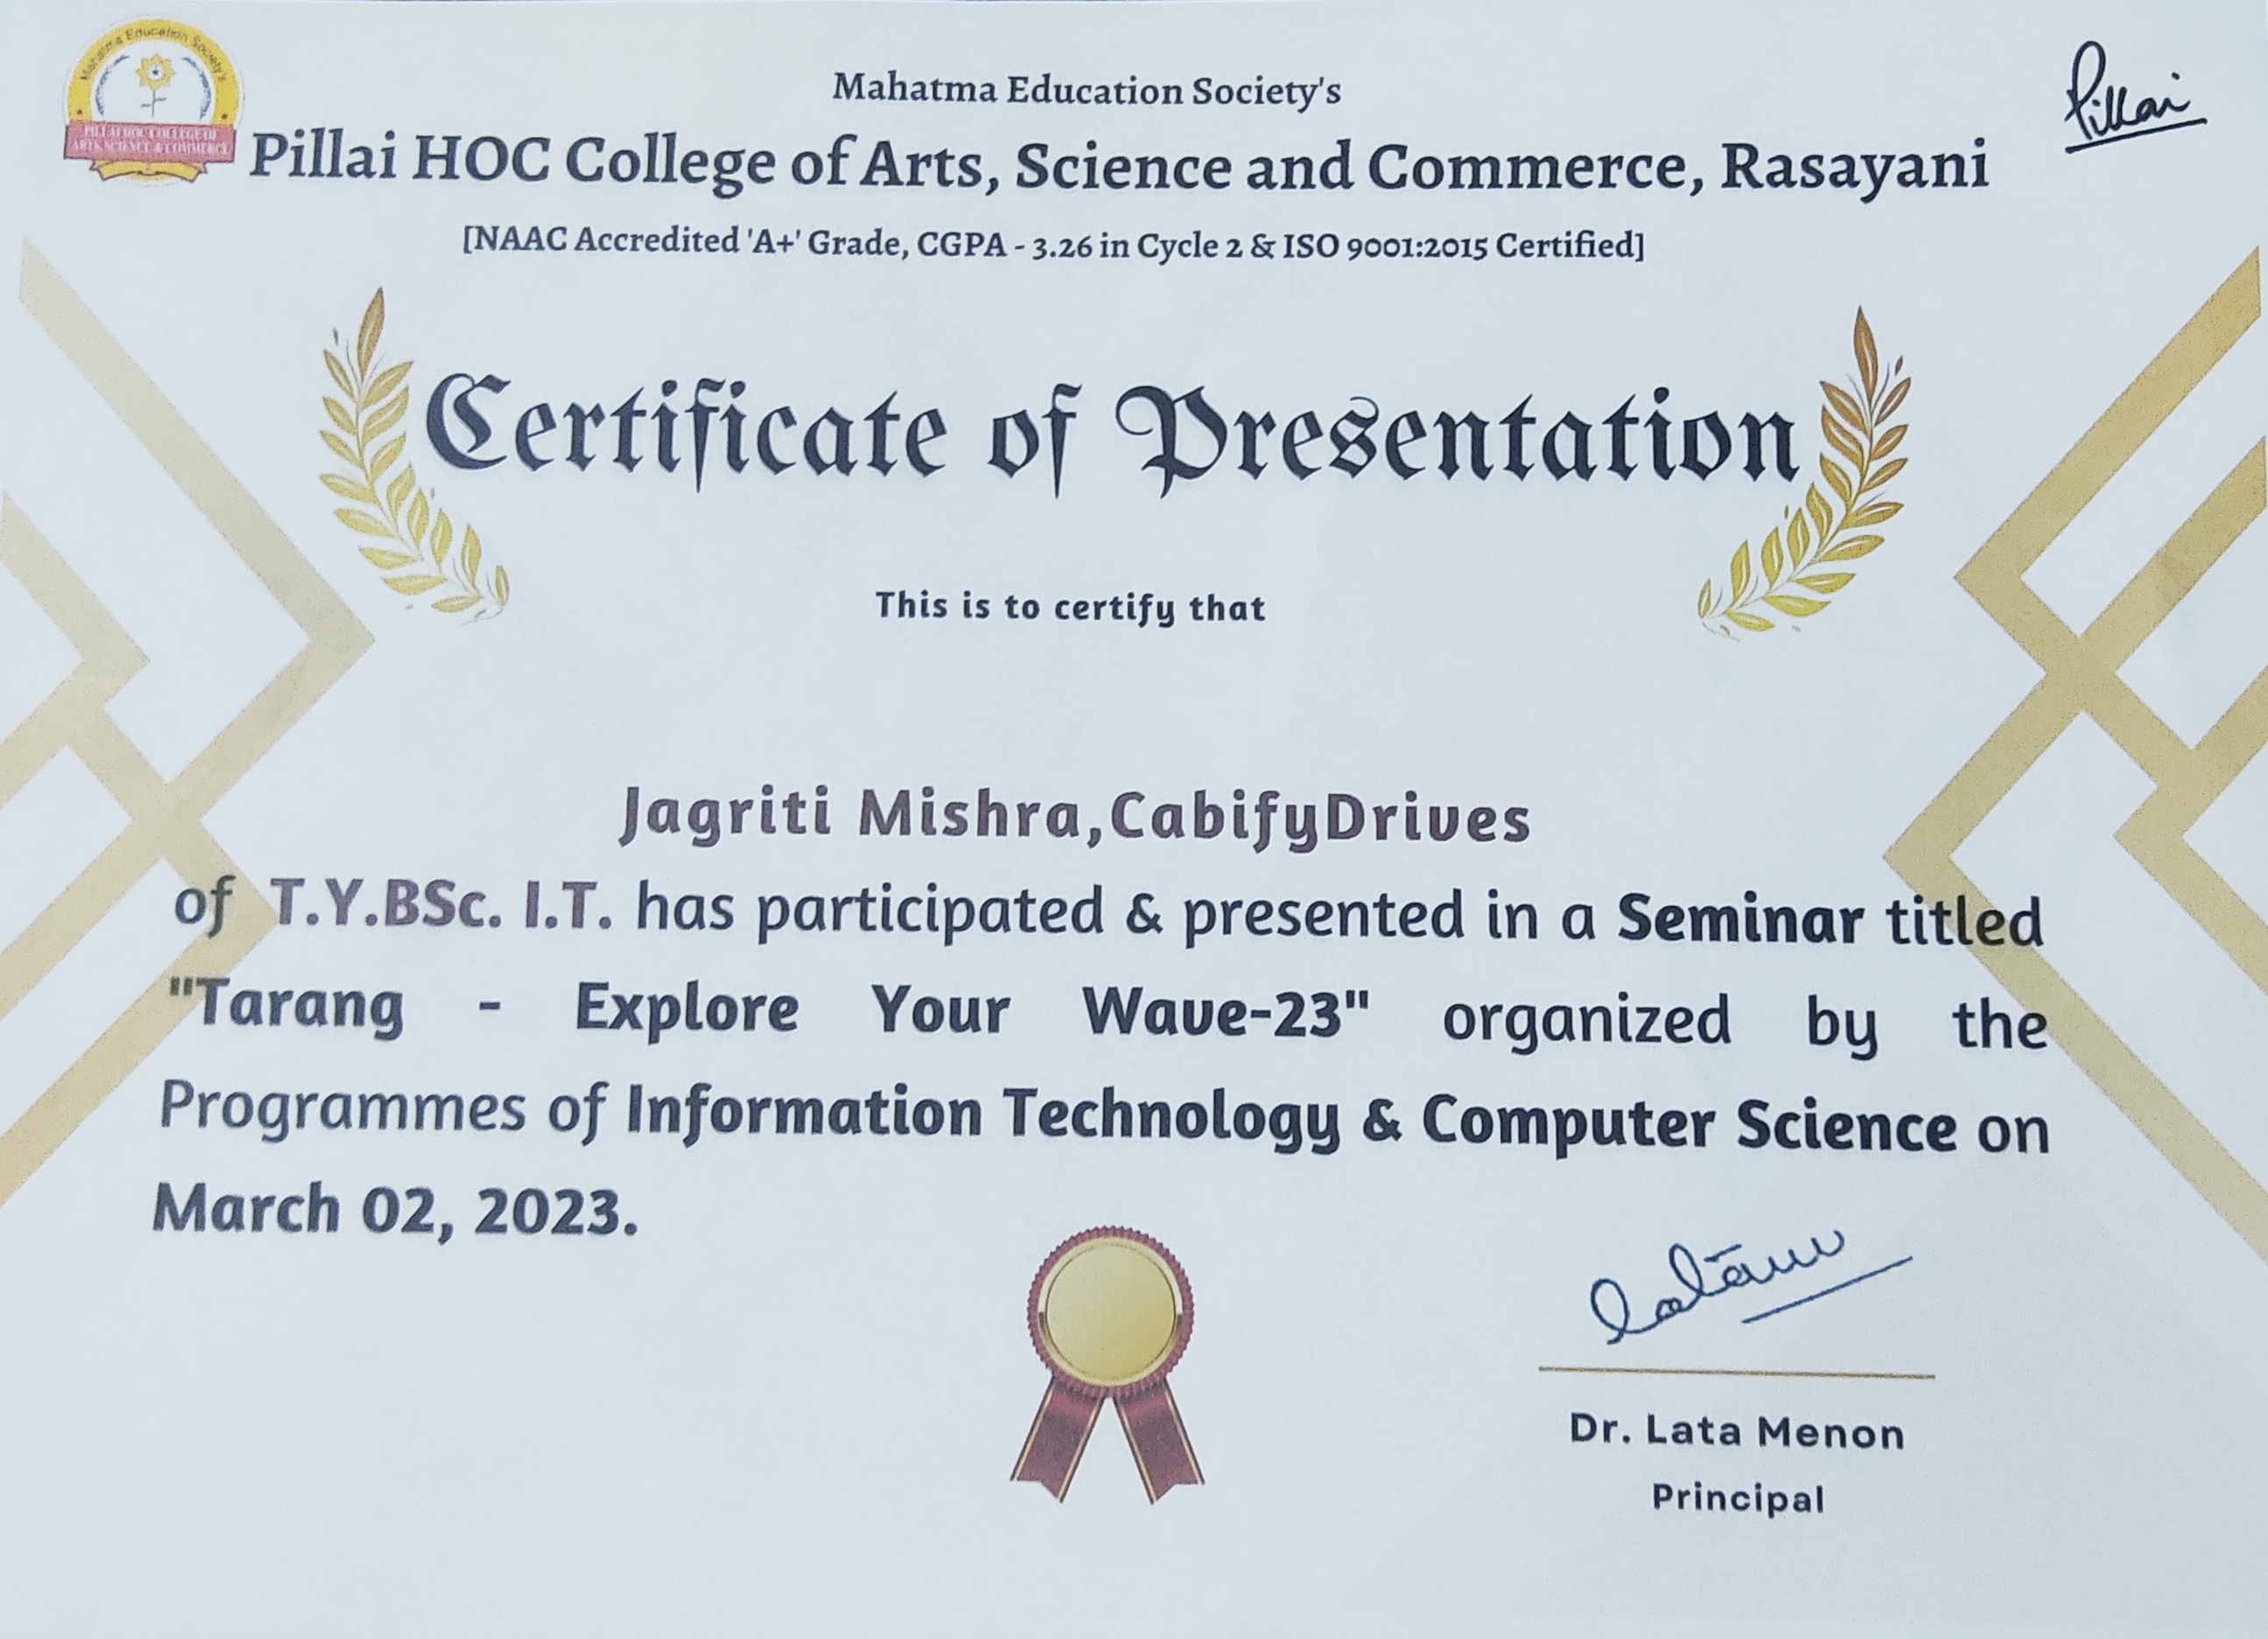 Mahatma Education Society's
PILLAI HOC COLLEGE OF
ARTS, SCIENCE & COMMERCE
Pillai
Mahatma Education Society's
Pillai HOC College of Arts, Science and Commerce, Rasayani
[NAAC Accredited 'A+' Grade, CGPA - 3.26 in Cycle 2 & ISO 9001:2015 Certified]
Certificate of Presentation
This is to certify that
Jagriti Mishra,CabifyDrives
of T.Y.BSc. I.T. has participated & presented in a Seminar titled
"Tarang - Explore Your Wave-23" organized by the
Programmes of Information Technology & Computer Science on
March 02, 2023.
Dr. Lata Menon
Principal